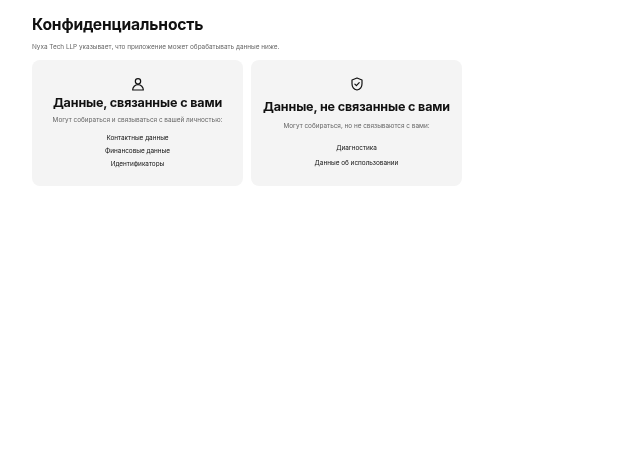 Конфиденциальность
Nyxa Tech LLP указывает, что приложение может обрабатывать данные ниже.
Данные, связанные с вами
Могут собираться и связываться с вашей личностью:
Контактные данные
Финансовые данные
Идентификаторы
Данные, не связанные с вами
Могут собираться, но не связываются с вами:
Диагностика
Данные об использовании